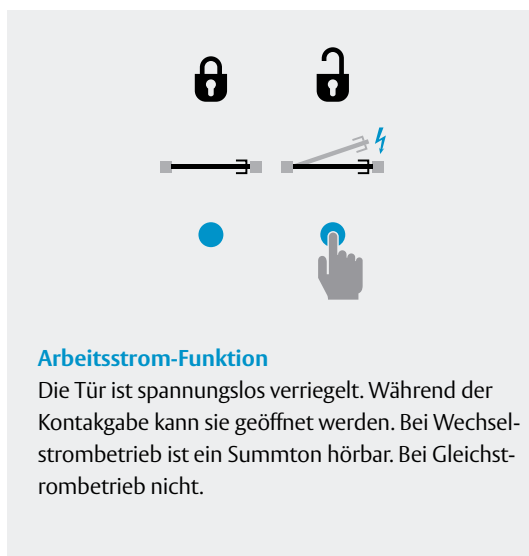 Arbeitsstrom-Funktion
Die Tür ist spannungslos verriegelt. Während der
Kontakgabe kann sie geöffnet werden. Bei Wechsel-
strombetrieb ist ein Summton hörbar. Bei Gleichst-
rombetrieb nicht.